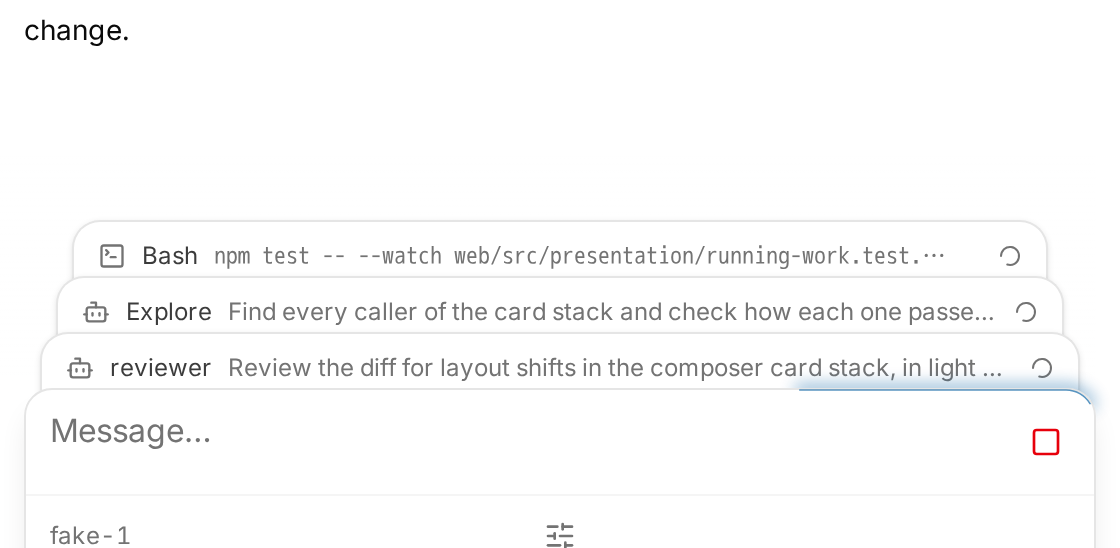 change.
Bash npm test -- --watch web/src/presentation/running-work.test.…
Explore Find every caller of the card stack and check how each one passe...
reviewer Review the diff for layout shifts in the composer card stack, in light ...
Message...
fake-1